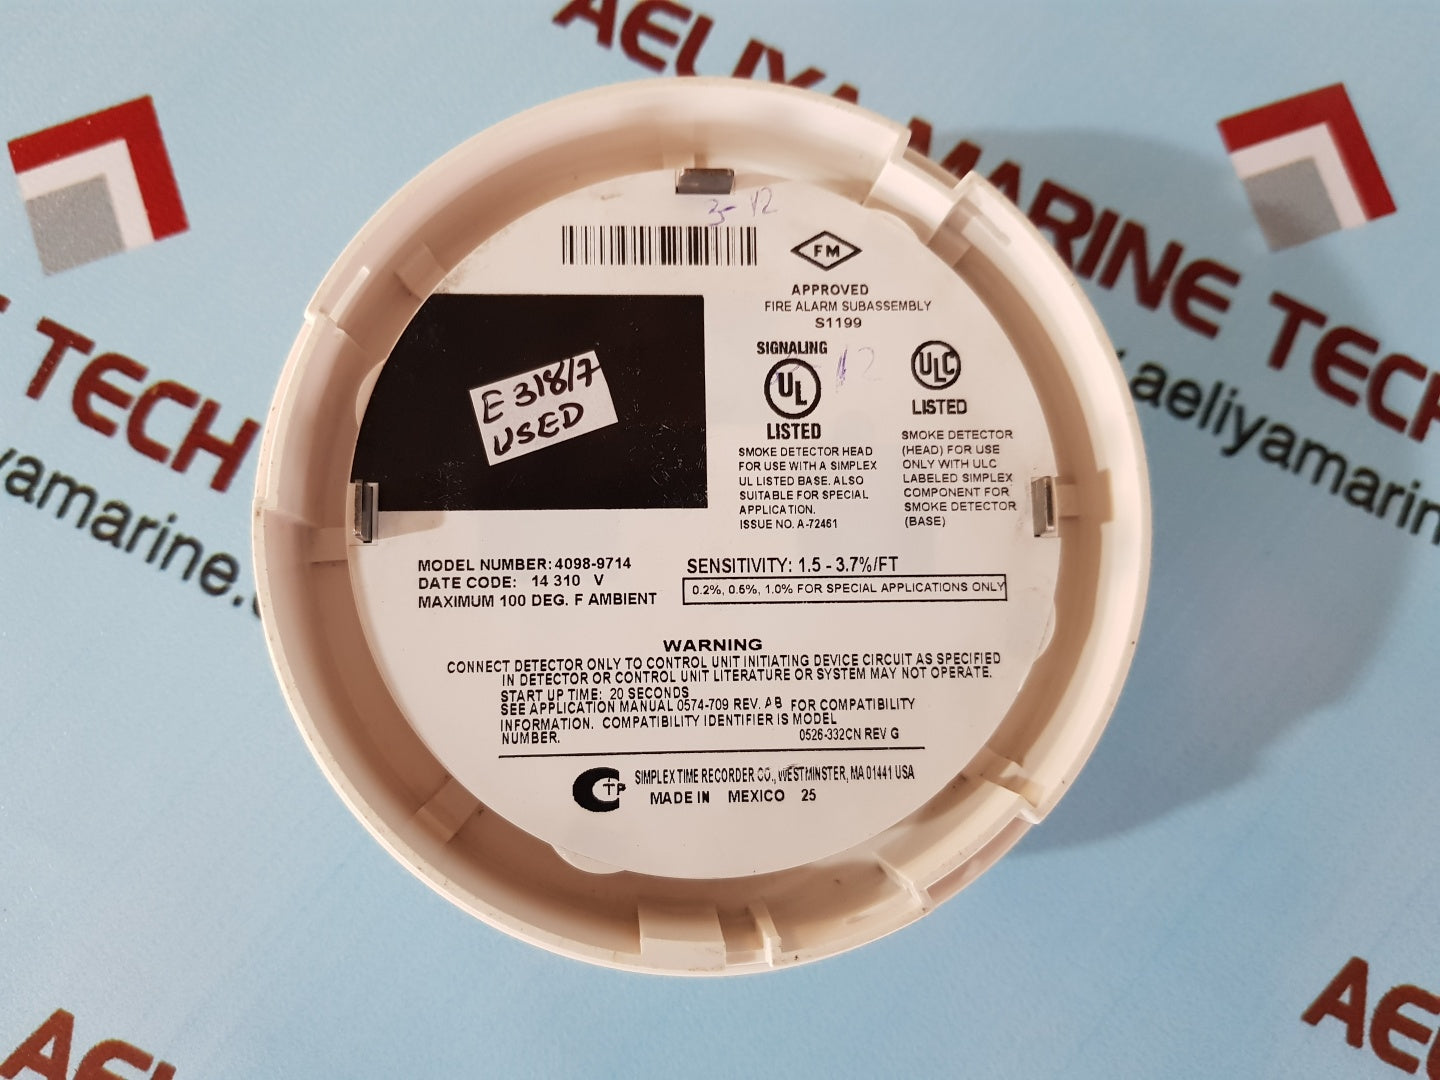 AELIYA MARINE TECH
TECH
yamarine.
aeliyamarin
3-12
FM
APPROVED
FIRE ALARM SUBASSEMBLY
S1199
SIGNALING
UL
LISTED
12
ULC
LISTED
E 318/7
USED
SMOKE DETECTOR HEAD
FOR USE WITH A SIMPLEX
UL LISTED BASE. ALSO
SUITABLE FOR SPECIAL
APPLICATION.
ISSUE NO. A-72461
SMOKE DETECTOR
(HEAD) FOR USE
ONLY WITH ULC
LABELED SIMPLEX
COMPONENT FOR
SMOKE DETECTOR
(BASE)
MODEL NUMBER: 4098-9714
DATE CODE: 14 310 V
MAXIMUM 100 DEG. F AMBIENT
SENSITIVITY: 1.5 - 3.7%/FT
0.2%, 0.5%, 1.0% FOR SPECIAL APPLICATIONS ONLY
WARNING
CONNECT DETECTOR ONLY TO CONTROL UNIT INITIATING DEVICE CIRCUIT AS SPECIFIED
IN DETECTOR OR CONTROL UNIT LITERATURE OR SYSTEM MAY NOT OPERATE.
START UP TIME: 20 SECONDS
SEE APPLICATION MANUAL 0574-709 REV. AB FOR COMPATIBILITY
INFORMATION. COMPATIBILITY IDENTIFIER IS MODEL
NUMBER. 0526-332CN REV G
CTP SIMPLEX TIME RECORDER CO., WESTMINSTER, MA 01441 USA
MADE IN MEXICO 25
AEL
AE